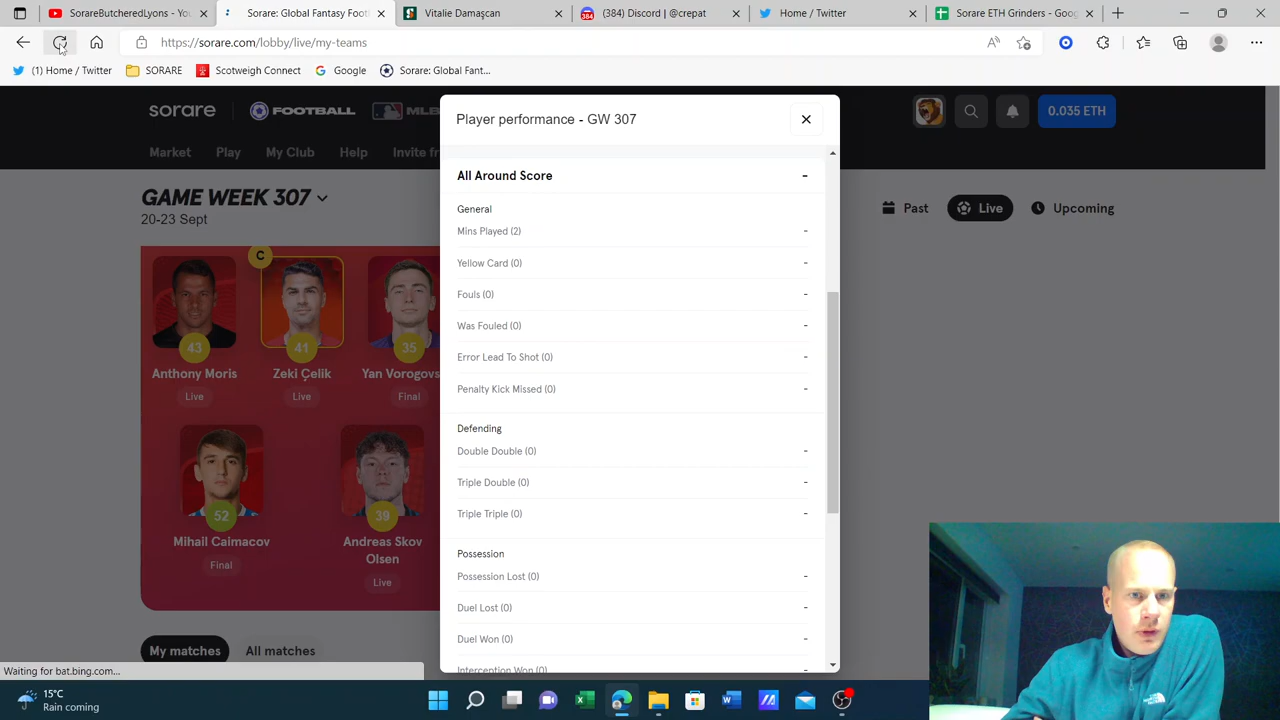 SorareButcheredLyons - You
Sorare: Global Fantasy Foot
Vitalie Damașcan
(384) Discord | @crepat
Home / Twitter
Sorare ETH Grinders - Goog
https://sorare.com/lobby/live/my-teams
(1) Home / Twitter
SORARE
Scotweigh Connect
Google
Sorare: Global Fant...
sorare
FOOTBALL
MLB
0.035 ETH
Market
Play
My Club
Help
Invite fr
GAME WEEK 307
20-23 Sept
Past
Live
Upcoming
C
43
41
35
Anthony Moris
Zeki Çelik
Yan Vorogovs
Live
Live
Final
52
39
Mihail Caimacov
Andreas Skov
Olsen
Final
Live
My matches
All matches
Player performance - GW 307
All Around Score -
General
Mins Played (2) -
Yellow Card (0) -
Fouls (0) -
Was Fouled (0) -
Error Lead To Shot (0) -
Penalty Kick Missed (0) -
Defending
Double Double (0) -
Triple Double (0) -
Triple Triple (0) -
Possession
Possession Lost (0) -
Duel Lost (0) -
Duel Won (0) -
Interception Won (0) -
Waiting for bat.bing.com...
15°C
Rain coming